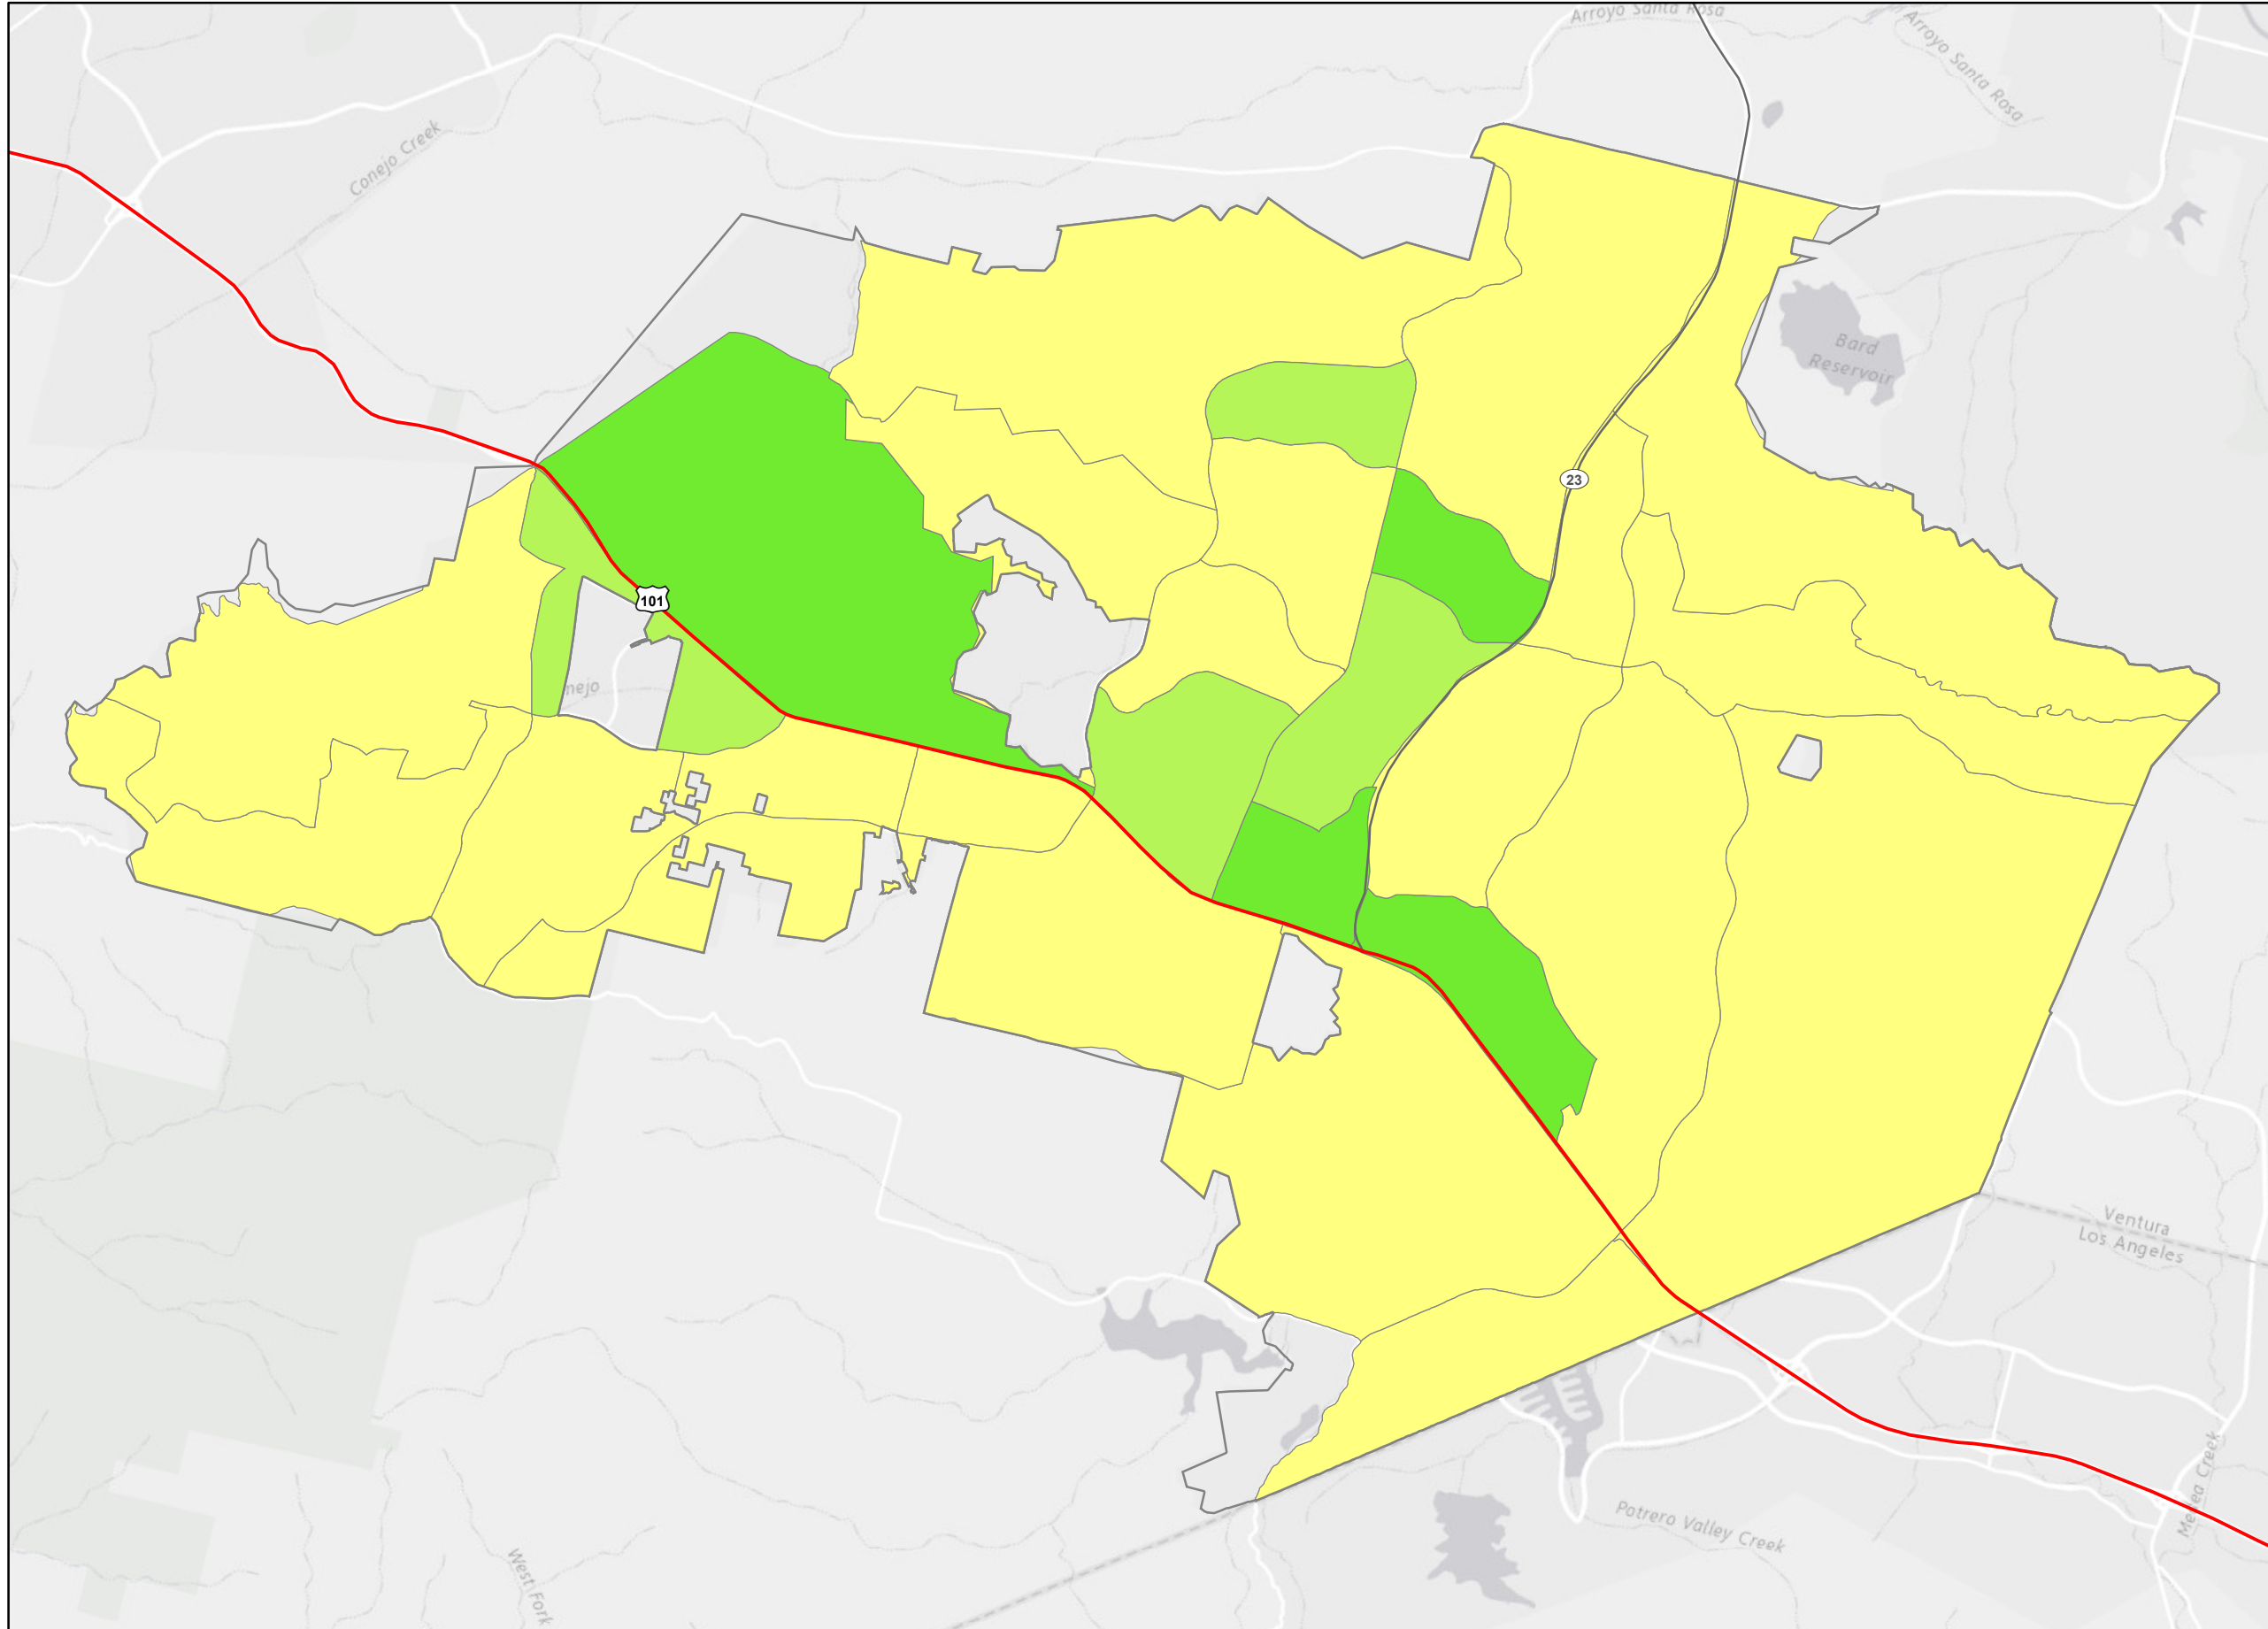 Arroyo Santa Rosa
Arroyo Santa Rosa
Conejo Creek
Bard
Reservoir
23
101
nejo
Ventura
Los Angeles
Potrero Valley Creek
West Fork
Creek